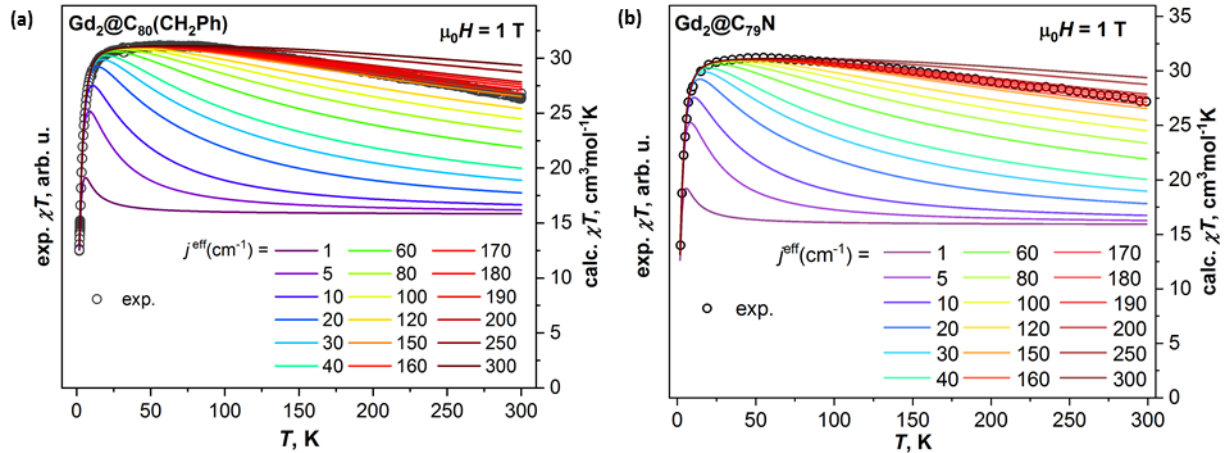 (a)
Gd2@C80(CH2Ph)
μ0H = 1 T
exp. χT, arb. u.
calc. χT, cm3mol-1K
30
25
20
15
10
5
0
jeff(cm-1) =
1 60 170
5 80 180
10 100 190
20 120 200
30 150 250
40 160 300
exp.
0 50 100 150 200 250 300
T, K
(b)
Gd2@C79N
μ0H = 1 T
exp. χT, arb. u.
calc. χT, cm3mol-1K
35
30
25
20
15
10
5
0
jeff(cm-1) =
1 60 170
5 80 180
10 100 190
20 120 200
30 150 250
40 160 300
exp.
0 50 100 150 200 250 300
T, K